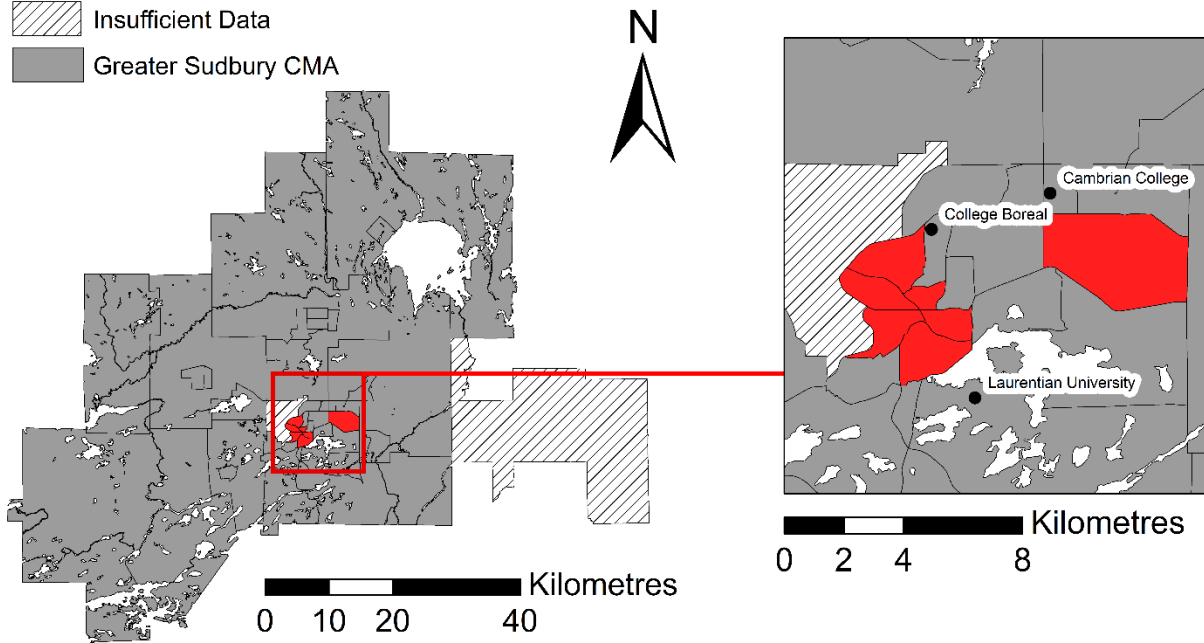 Insufficient Data
Greater Sudbury CMA
N
Cambrian College
College Boreal
Laurentian University
Kilometres
0 2 4 8
Kilometres
0 10 20 40